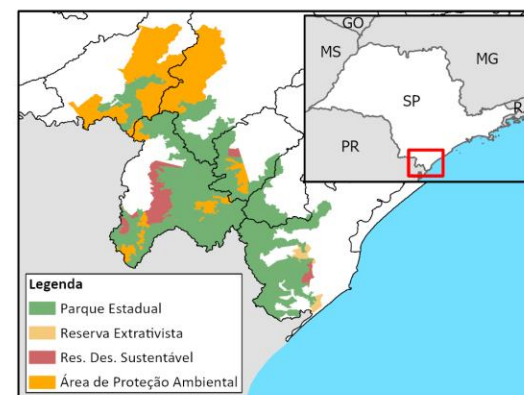 GO
MS
MG
SP
R
PR
Legenda
Parque Estadual
Reserva Extrativista
Res. Des. Sustentável
Área de Proteção Ambiental